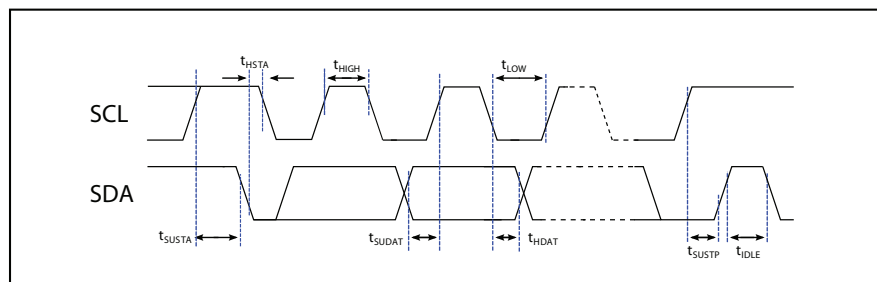 tHSTA
tHIGH
tLOW
SCL
SDA
tSUSTA
tSUDAT
tHDAT
tSUSTP
tIDLE